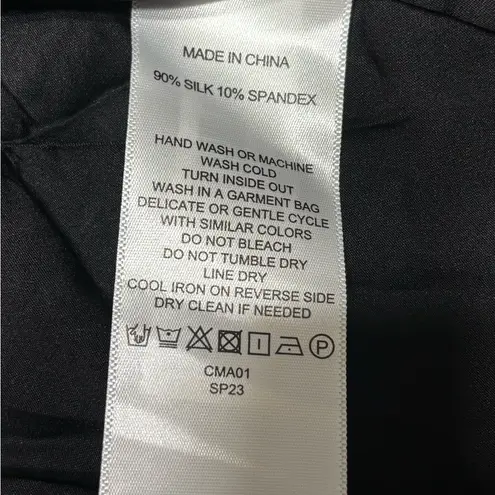 MADE IN CHINA
90% SILK 10% SPANDEX
HAND WASH OR MACHINE
WASH COLD
TURN INSIDE OUT
WASH IN A GARMENT BAG
DELICATE OR GENTLE CYCLE
WITH SIMILAR COLORS
DO NOT BLEACH
DO NOT TUMBLE DRY
LINE DRY
COOL IRON ON REVERSE SIDE
DRY CLEAN IF NEEDED
P
CMA01
SP23